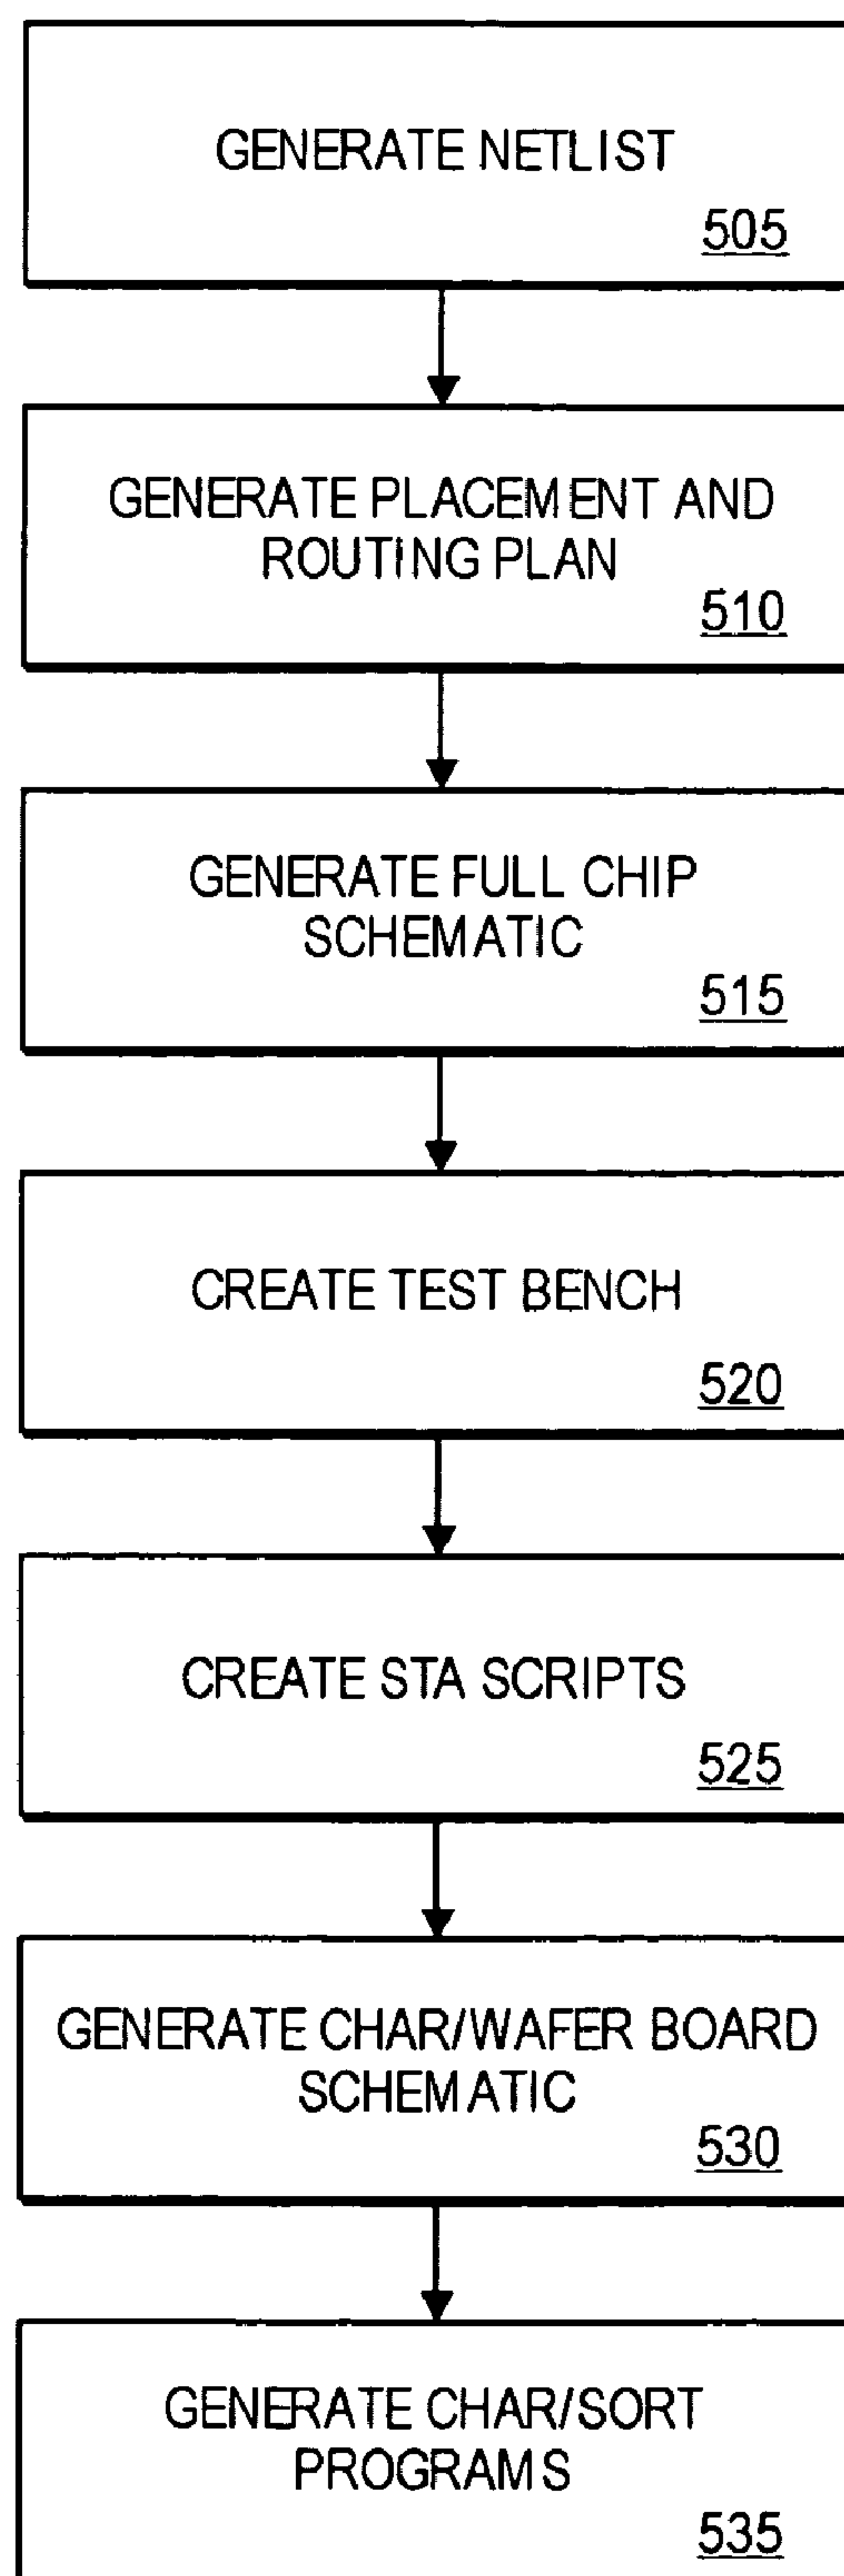 GENERATE NETLIST
505
GENERATE PLACEMENT AND
ROUTING PLAN
510
GENERATE FULL CHIP
SCHEMATIC
515
CREATE TEST BENCH
520
CREATE STA SCRIPTS
525
GENERATE CHAR/WAFER BOARD
SCHEMATIC
530
GENERATE CHAR/SORT
PROGRAMS
535